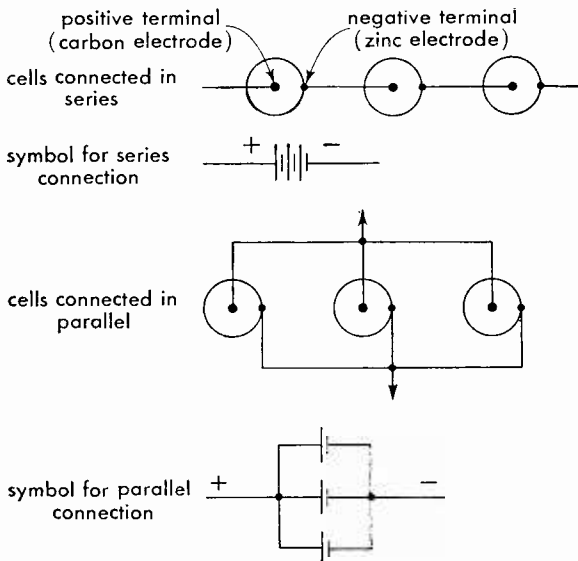 positive terminal
(carbon electrode)
negative terminal
(zinc electrode)
cells connected in
series
symbol for series
connection
+ −
cells connected in
parallel
symbol for parallel
connection
+ −